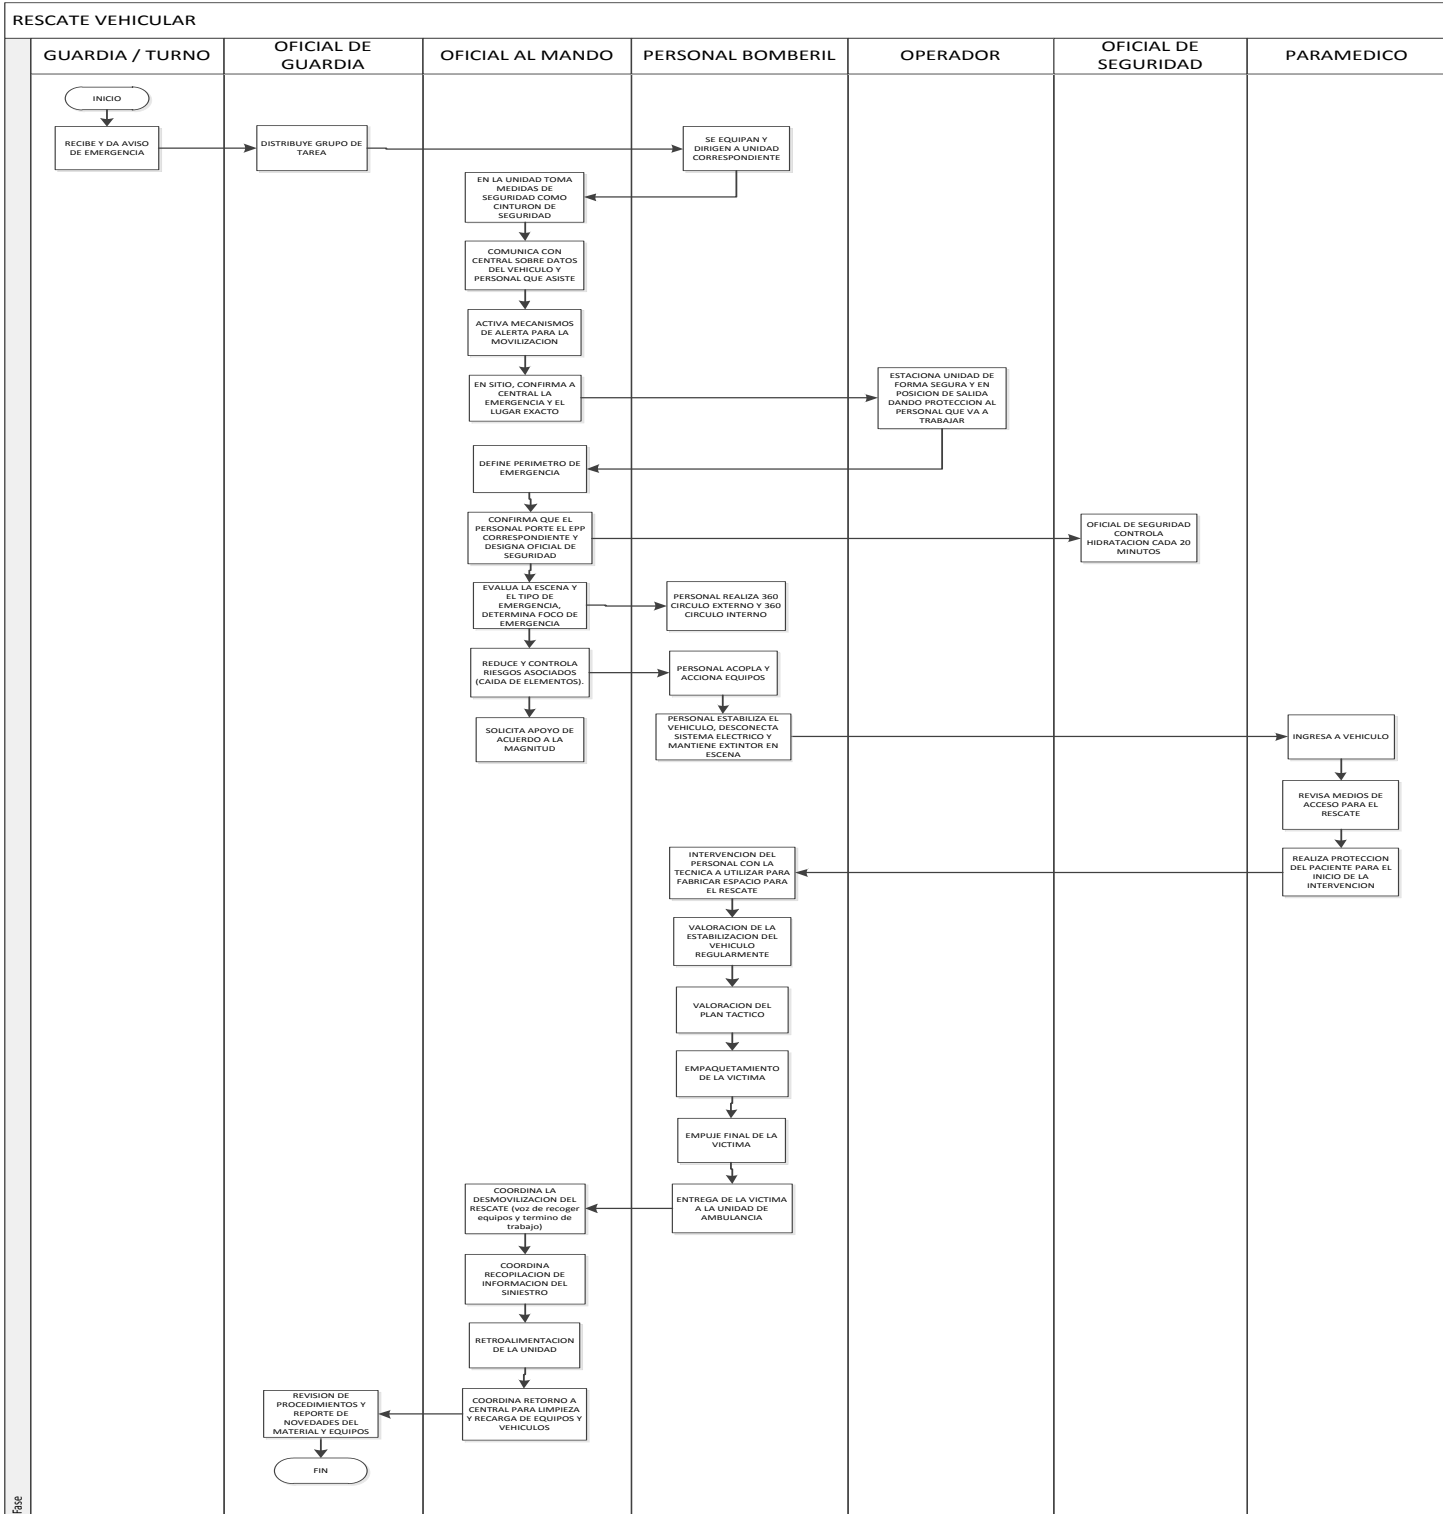 RESCATE VEHICULAR
GUARDIA / TURNO
OFICIAL DE
GUARDIA
OFICIAL AL MANDO
PERSONAL BOMBERIL
OPERADOR
OFICIAL DE
SEGURIDAD
PARAMEDICO
INICIO
RECIBE Y DA AVISO
DE EMERGENCIA
DISTRIBUYE GRUPO DE
TAREA
SE EQUIPAN Y
DIRIGEN A UNIDAD
CORRESPONDIENTE
EN LA UNIDAD TOMA
MEDIDAS DE
SEGURIDAD COMO
CINTURON DE
SEGURIDAD
COMUNICA CON
CENTRAL SOBRE DATOS
DEL VEHICULO Y
PERSONAL QUE ASISTE
ACTIVA MECANISMOS
DE ALERTA PARA LA
MOVILIZACION
EN SITIO, CONFIRMA A
CENTRAL LA
EMERGENCIA Y EL
LUGAR EXACTO
ESTACIONA UNIDAD DE
FORMA SEGURA Y EN
POSICION DE SALIDA
DANDO PROTECCION AL
PERSONAL QUE VA A
TRABAJAR
DEFINE PERIMETRO DE
EMERGENCIA
CONFIRMA QUE EL
PERSONAL PORTE EL EPP
CORRESPONDIENTE Y
DESIGNA OFICIAL DE
SEGURIDAD
OFICIAL DE SEGURIDAD
CONTROLA
HIDRATACION CADA 20
MINUTOS
EVALUA LA ESCENA Y
EL TIPO DE
EMERGENCIA,
DETERMINA FOCO DE
EMERGENCIA
PERSONAL REALIZA 360
CIRCULO EXTERNO Y 360
CIRCULO INTERNO
REDUCE Y CONTROLA
RIESGOS ASOCIADOS
(CAIDA DE ELEMENTOS).
PERSONAL ACOPLA Y
ACCIONA EQUIPOS
SOLICITA APOYO DE
ACUERDO A LA
MAGNITUD
PERSONAL ESTABILIZA EL
VEHICULO, DESCONECTA
SISTEMA ELECTRICO Y
MANTIENE EXTINTOR EN
ESCENA
INGRESA A VEHICULO
REVISA MEDIOS DE
ACCESO PARA EL
RESCATE
REALIZA PROTECCION
DEL PACIENTE PARA EL
INICIO DE LA
INTERVENCION
INTERVENCION DEL
PERSONAL CON LA
TECNICA A UTILIZAR PARA
FABRICAR ESPACIO PARA
EL RESCATE
VALORACION DE LA
ESTABILIZACION DEL
VEHICULO
REGULARMENTE
VALORACION DEL
PLAN TACTICO
EMPAQUETAMIENTO
DE LA VICTIMA
EMPUJE FINAL DE LA
VICTIMA
ENTREGA DE LA VICTIMA
A LA UNIDAD DE
AMBULANCIA
COORDINA LA
DESMOVILIZACION DEL
RESCATE (voz de recoger
equipos y termino de
trabajo)
COORDINA
RECOPILACION DE
INFORMACION DEL
SINIESTRO
RETROALIMENTACION
DE LA UNIDAD
COORDINA RETORNO A
CENTRAL PARA LIMPIEZA
Y RECARGA DE EQUIPOS Y
VEHICULOS
REVISION DE
PROCEDIMIENTOS Y
REPORTE DE
NOVEDADES DEL
MATERIAL Y EQUIPOS
FIN
Fase